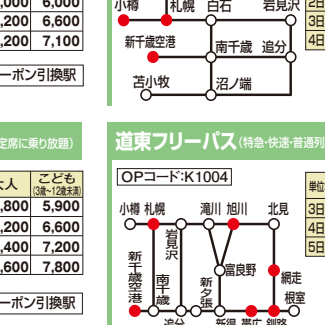 ,000 6,000
,200 6,600
,200 7,100
ーポン引換駅
小樽 札幌 白石 岩見沢
新千歳空港 南千歳 追分
苫小牧 沼ノ端
2日
3日
4日
定席に乗り放題）
大人 こども
(3歳~12歳未満)
,800 5,900
,200 6,600
,400 7,200
,600 7,800
ーポン引換駅
道東フリーパス（特急・快速・普通列
OPコード:K1004
単位
3日
4日
5日
小樽 札幌 滝川 旭川 北見
岩見沢
新千歳空港
南千歳
富良野
新夕張
網走
根室
追分 新得 帯広 釧路